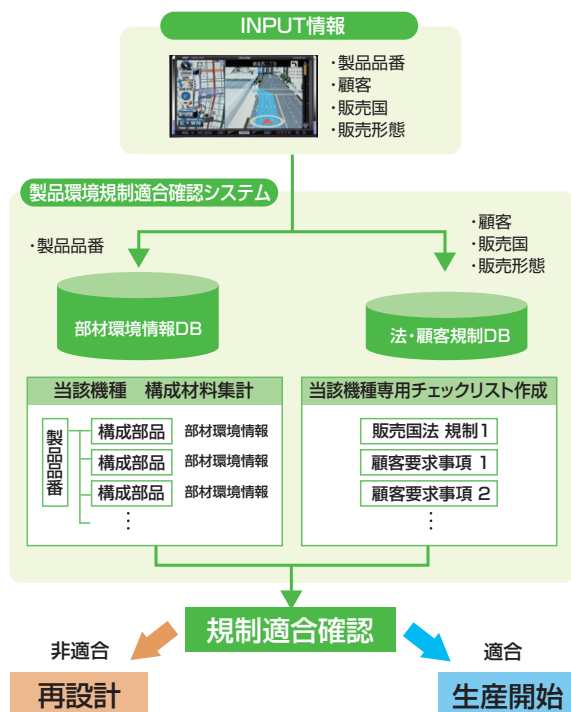 INPUT情報
・製品品番
・顧客
・販売国
・販売形態
製品環境規制適合確認システム
・製品品番
・顧客
・販売国
・販売形態
部材環境情報DB
法・顧客規制DB
当該機種 構成材料集計
製品品番
構成部品 部材環境情報
構成部品 部材環境情報
構成部品 部材環境情報
⋮
当該機種専用チェックリスト作成
販売国法 規制1
顧客要求事項 1
顧客要求事項 2
⋮
規制適合確認
非適合
適合
再設計
生産開始